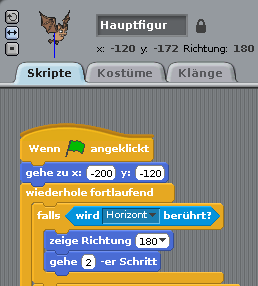 Hauptfigur
x: -120 y: -172 Richtung: 180
Skripte Kostüme Klänge
Wenn angeklickt
gehe zu x: -200 y: -120
wiederhole fortlaufend
falls wird Horizont berührt?
zeige Richtung 180
gehe 2 -er Schritt